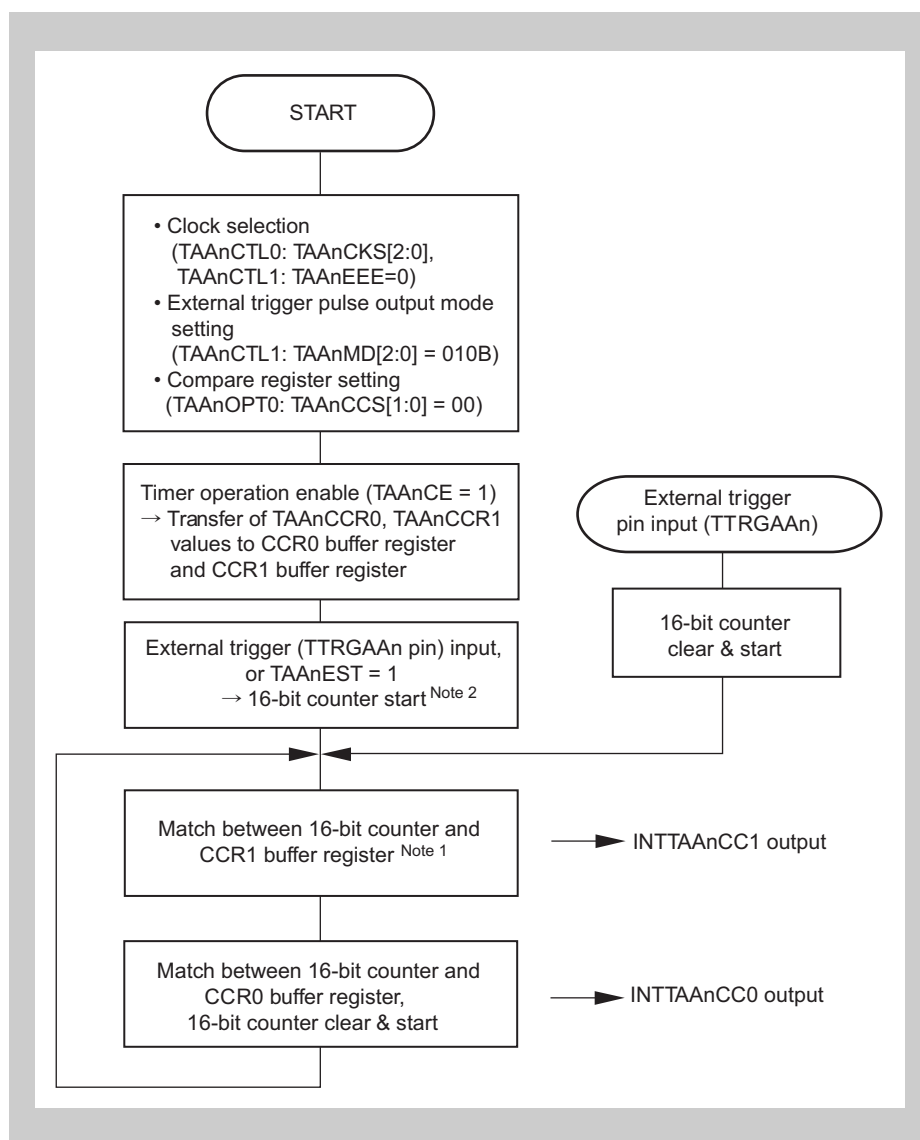 START
• Clock selection
(TAAnCTL0: TAAnCKS[2:0],
TAAnCTL1: TAAnEEE=0)
• External trigger pulse output mode
setting
(TAAnCTL1: TAAnMD[2:0] = 010B)
• Compare register setting
(TAAnOPT0: TAAnCCS[1:0] = 00)
Timer operation enable (TAAnCE = 1)
→ Transfer of TAAnCCR0, TAAnCCR1
values to CCR0 buffer register
and CCR1 buffer register
External trigger
pin input (TTRGAAn)
16-bit counter
clear & start
External trigger (TTRGAAn pin) input,
or TAAnEST = 1
→ 16-bit counter start Note 2
Match between 16-bit counter and
CCR1 buffer register Note 1
INTTAAnCC1 output
Match between 16-bit counter and
CCR0 buffer register,
16-bit counter clear & start
INTTAAnCC0 output